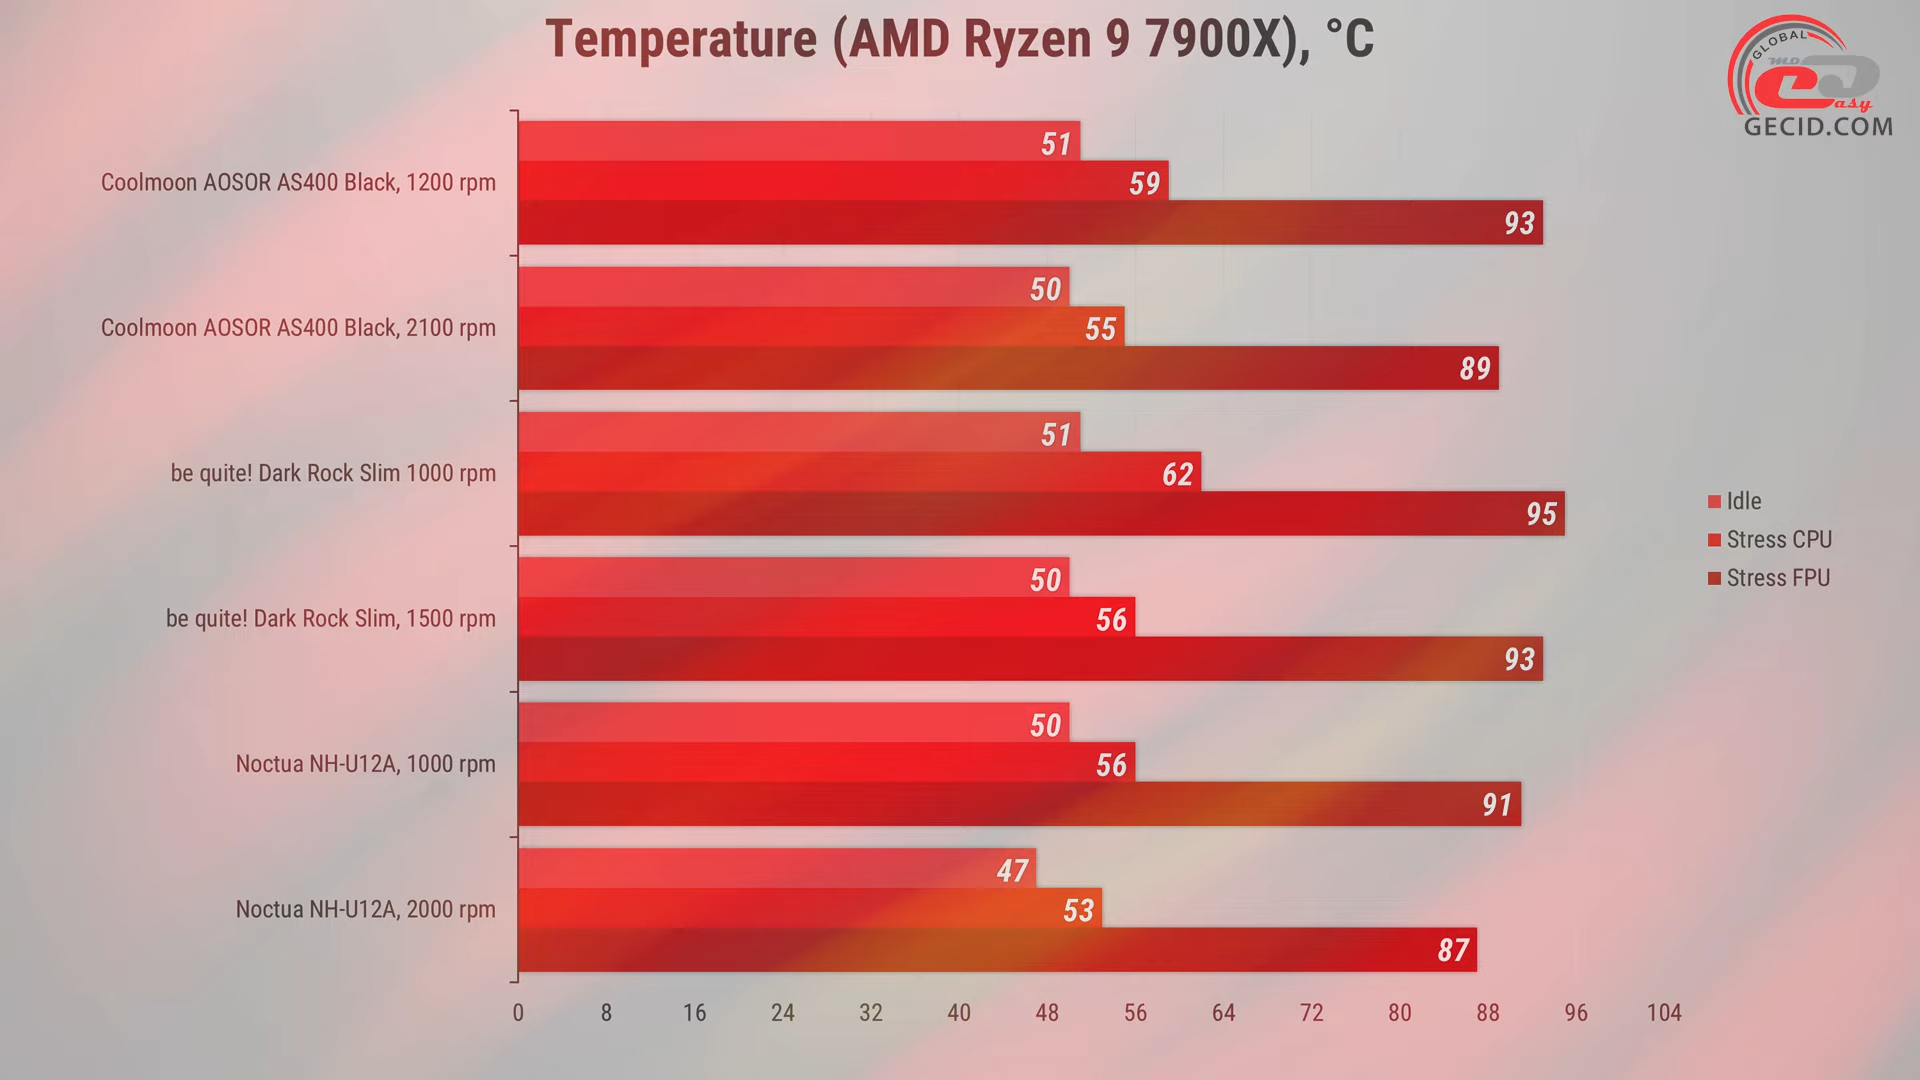 Temperature (AMD Ryzen 9 7900X), °C
GLOBAL
MLD
asy
GECID.COM
Coolmoon AOSOR AS400 Black, 1200 rpm
51
59
93
Coolmoon AOSOR AS400 Black, 2100 rpm
50
55
89
be quite! Dark Rock Slim 1000 rpm
51
62
95
be quite! Dark Rock Slim, 1500 rpm
50
56
93
Noctua NH-U12A, 1000 rpm
50
56
91
Noctua NH-U12A, 2000 rpm
47
53
87
Idle
Stress CPU
Stress FPU
0 8 16 24 32 40 48 56 64 72 80 88 96 104